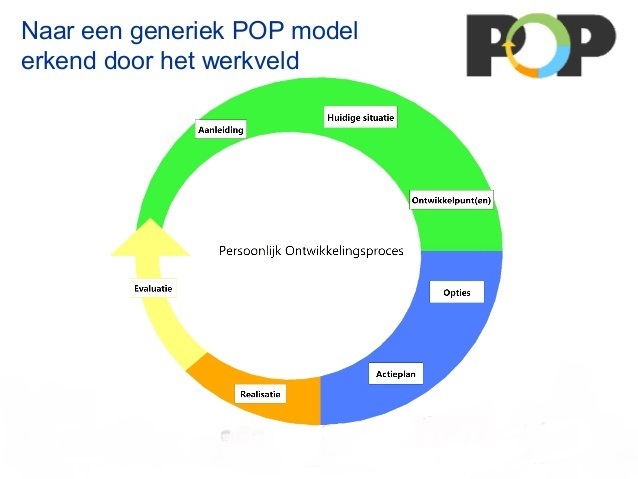 Naar een generiek POP model
erkend door het werkveld
POP
Aanleiding
Huidige situatie
Ontwikkelpunt(en)
Persoonlijk Ontwikkelingsproces
Opties
Actieplan
Realisatie
Evaluatie